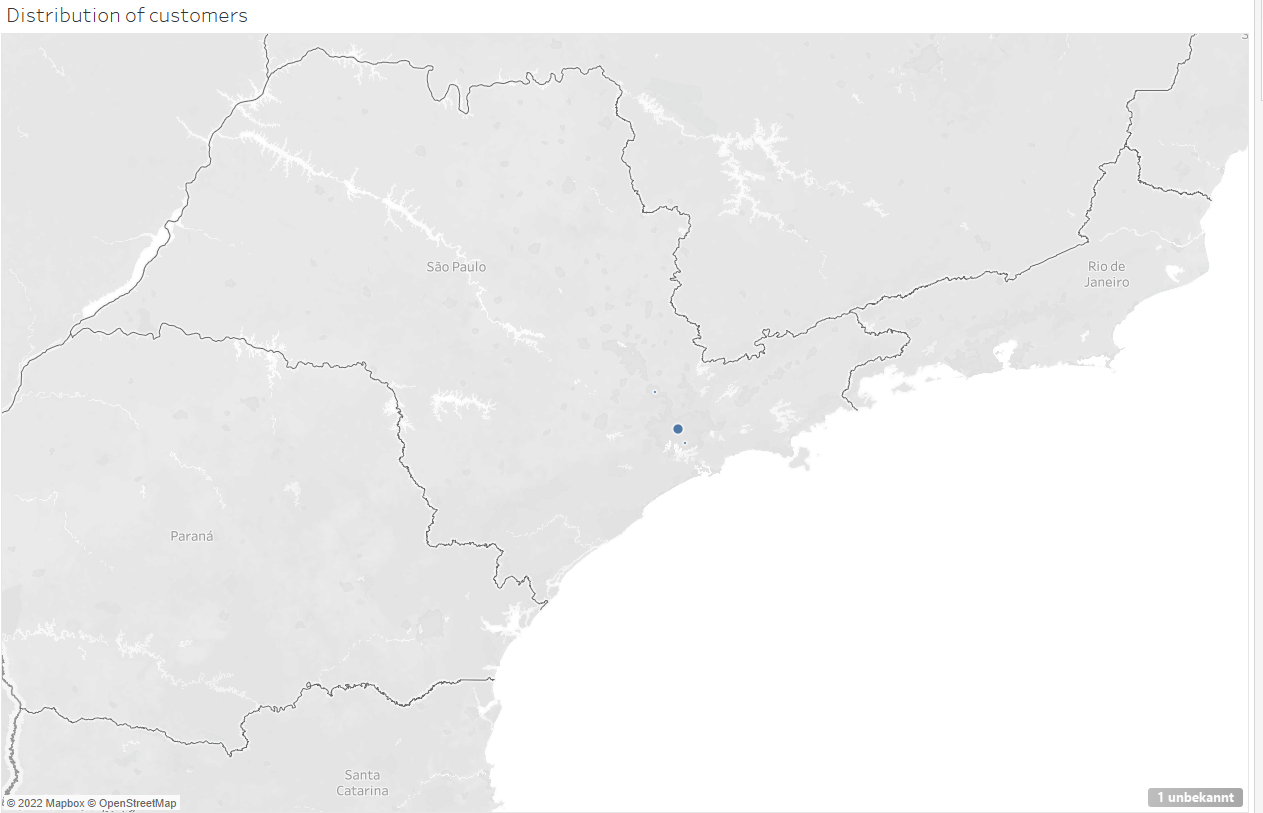 Distribution of customers
São Paulo
Rio de
Janeiro
Paraná
Santa
Catarina
© 2022 Mapbox © OpenStreetMap
1 unbekannt